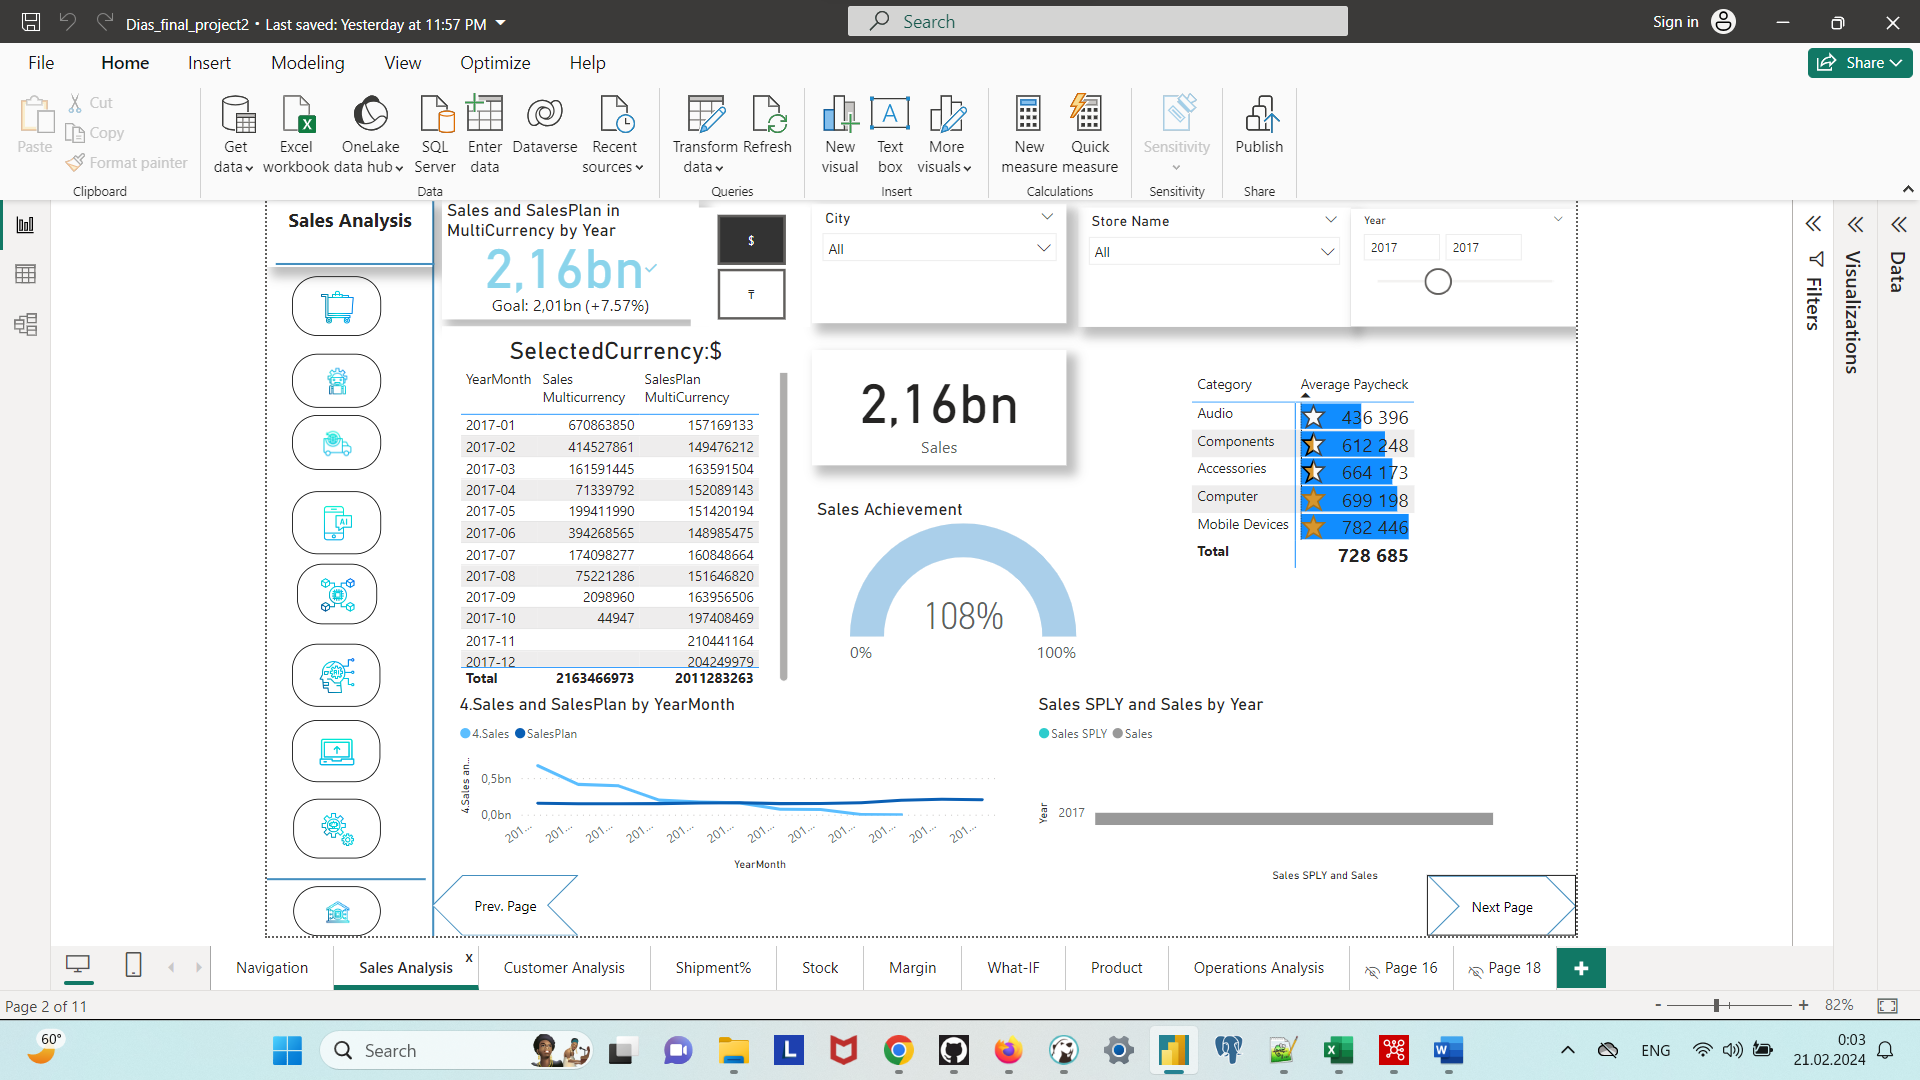 Dias_final_project2 • Last saved: Yesterday at 11:57 PM
Search
Sign in
File
Home
Insert
Modeling
View
Optimize
Help
Share
Paste
Cut
Copy
Format painter
Clipboard
Get data
Excel workbook
OneLake data hub
SQL Server
Enter data
Dataverse
Recent sources
Data
Transform data
Refresh
Queries
New visual
Text box
More visuals
Insert
New measure
Quick measure
Calculations
Sensitivity
Sensitivity
Publish
Share
Sales Analysis
Sales and SalesPlan in
MultiCurrency by Year
2,16bn
Goal: 2,01bn (+7.57%)
$
₸
City
All
Store Name
All
Year
2017 2017
Filters
Visualizations
Data
SelectedCurrency:$
YearMonth Sales Multicurrency SalesPlan MultiCurrency
2017-01 670863850 157169133
2017-02 414527861 149476212
2017-03 161591445 163591504
2017-04 71339792 152089143
2017-05 199411990 151420194
2017-06 394268565 148985475
2017-07 174098277 160848664
2017-08 75221286 151646820
2017-09 2098960 163956506
2017-10 44947 197408469
2017-11 210441164
2017-12 204249979
Total 2163466973 2011283263
2,16bn
Sales
Category Average Paycheck
Audio 436 396
Components 612 248
Accessories 664 173
Computer 699 198
Mobile Devices 782 446
Total 728 685
Sales Achievement
108%
0% 100%
4.Sales and SalesPlan by YearMonth
4.Sales SalesPlan
4.Sales an...
0,5bn
0,0bn
201... 201... 201... 201... 201... 201... 201... 201... 201... 201... 201... 201...
YearMonth
Sales SPLY and Sales by Year
Sales SPLY Sales
Year
2017
Sales SPLY and Sales
Prev. Page
Next Page
Navigation
Sales Analysis
x
Customer Analysis
Shipment%
Stock
Margin
What-IF
Product
Operations Analysis
Page 16
Page 18
+
Page 2 of 11
- + 82%
60°
Search
L
AI
ENG
0:03
21.02.2024